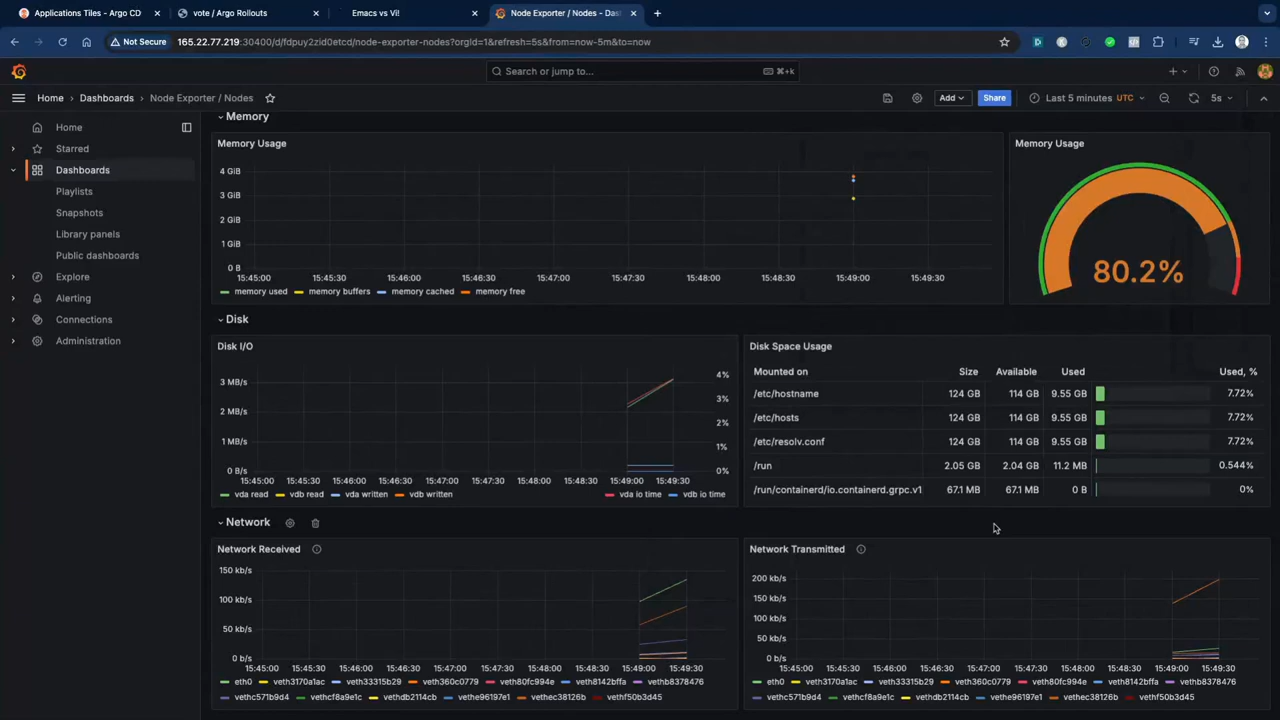 Applications Tiles - Argo CD
vote / Argo Rollouts
Emacs vs Vi!
Node Exporter / Nodes - Das
Not Secure 165.22.77.219:30400/d/fdpuy2zid0etcd/node-exporter-nodes?orgId=1&refresh=5s&from=now-5m&to=now
Search or jump to...
⌘+k
Home
Dashboards
Node Exporter / Nodes
Add
Share
Last 5 minutes UTC
5s
Home
Starred
Dashboards
Playlists
Snapshots
Library panels
Public dashboards
Explore
Alerting
Connections
Administration
Memory
Memory Usage
4 GiB
3 GiB
2 GiB
1 GiB
0 B
15:45:00 15:45:30 15:46:00 15:46:30 15:47:00 15:47:30 15:48:00 15:48:30 15:49:00 15:49:30
memory used memory buffers memory cached memory free
Memory Usage
80.2%
Disk
Disk I/O
3 MB/s
2 MB/s
1 MB/s
0 B/s
4%
3%
2%
1%
0%
15:45:00 15:45:30 15:46:00 15:46:30 15:47:00 15:47:30 15:48:00 15:48:30 15:49:00 15:49:30
vda read vdb read vda written vdb written vda io time vdb io time
Disk Space Usage
Mounted on Size Available Used Used, %
/etc/hostname 124 GB 114 GB 9.55 GB 7.72%
/etc/hosts 124 GB 114 GB 9.55 GB 7.72%
/etc/resolv.conf 124 GB 114 GB 9.55 GB 7.72%
/run 2.05 GB 2.04 GB 11.2 MB 0.544%
/run/containerd/io.containerd.grpc.v1 67.1 MB 67.1 MB 0 B 0%
Network
Network Received
150 kb/s
100 kb/s
50 kb/s
0 b/s
15:45:00 15:45:30 15:46:00 15:46:30 15:47:00 15:47:30 15:48:00 15:48:30 15:49:00 15:49:30
eth0 veth3170a1ac veth33315b29 veth360c0779 veth80fc994e veth8142bffa vethb8378476
vethc571b9d4 vethcf8a9e1c vethdb2114cb vethe96197e1 vethec38126b vethf50b3d45
Network Transmitted
200 kb/s
150 kb/s
100 kb/s
50 kb/s
0 b/s
15:45:00 15:45:30 15:46:00 15:46:30 15:47:00 15:47:30 15:48:00 15:48:30 15:49:00 15:49:30
eth0 veth3170a1ac veth33315b29 veth360c0779 veth80fc994e veth8142bffa vethb8378476
vethc571b9d4 vethcf8a9e1c vethdb2114cb vethe96197e1 vethec38126b vethf50b3d45